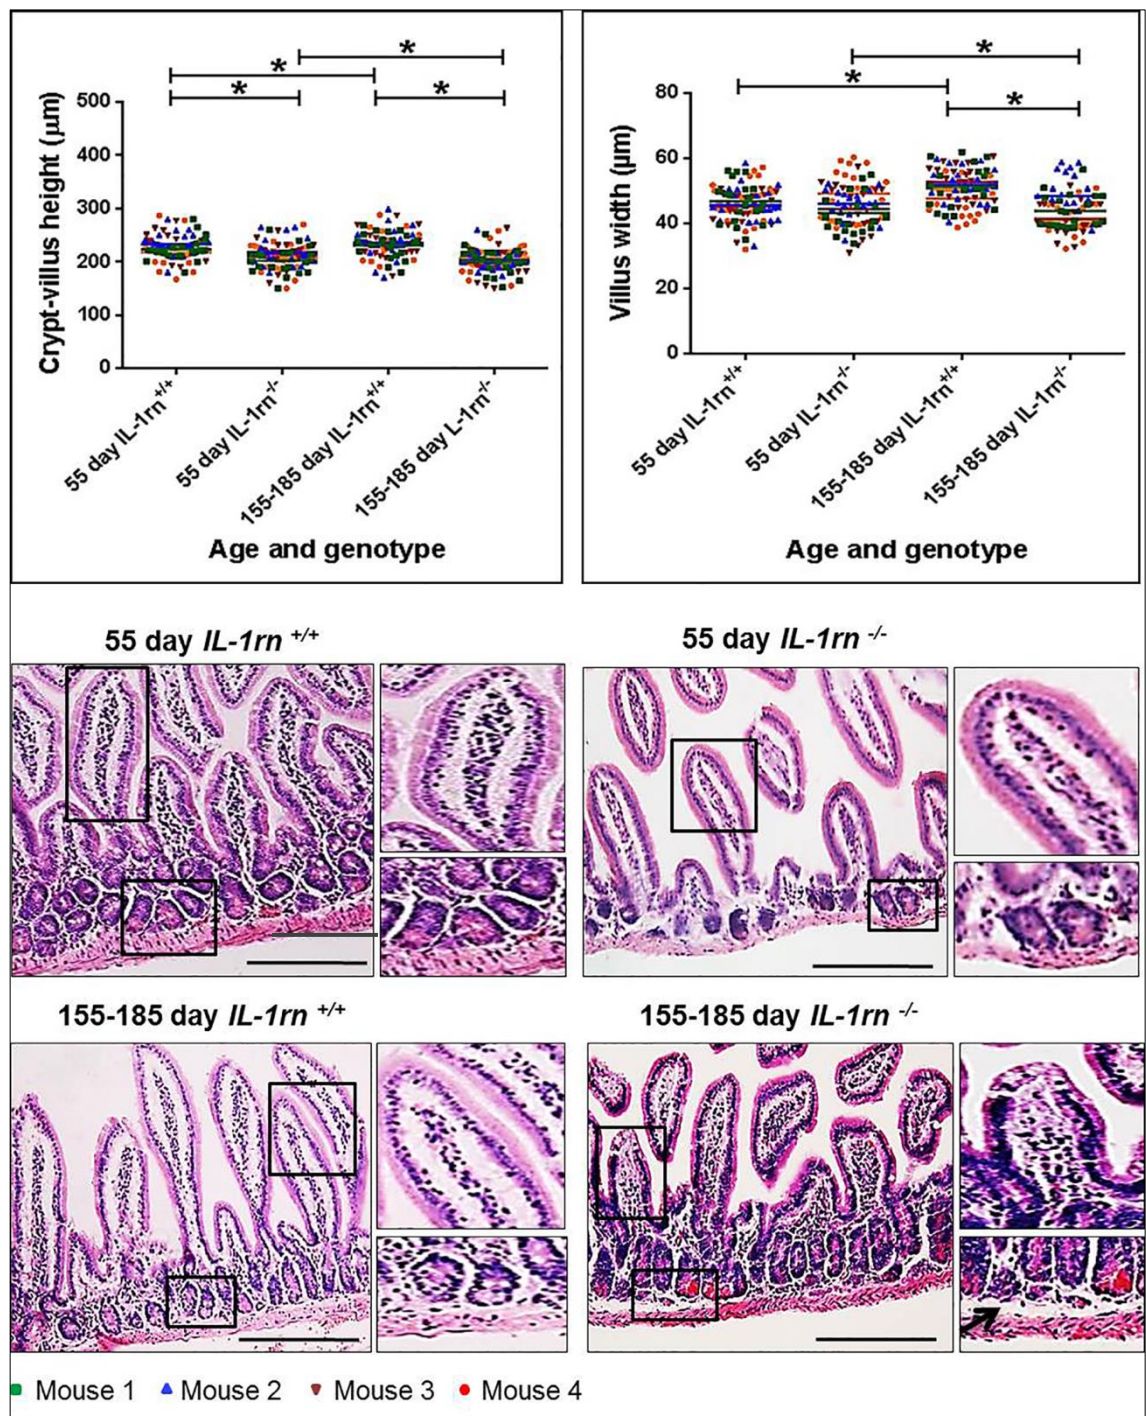 * * * *
Crypt-villus height (µm)
500
400
300
200
100
0
55 day IL-1rn+/+
55 day IL-1rn-/-
155-185 day IL-1rn+/+
155-185 day L-1rn-/-
Age and genotype
* * *
Villus width (µm)
80
60
40
20
0
55 day IL-1rn+/+
55 day IL-1rn-/-
155-185 day IL-1rn+/+
155-185 day IL-1rn-/-
Age and genotype
55 day IL-1rn +/+
55 day IL-1rn -/-
155-185 day IL-1rn +/+
155-185 day IL-1rn -/-
Mouse 1 Mouse 2 Mouse 3 Mouse 4